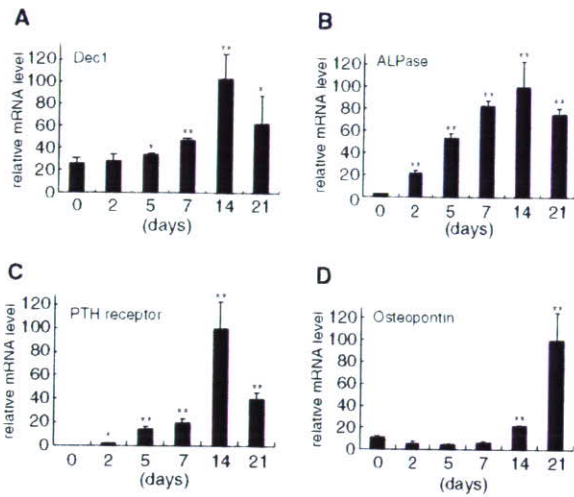 A
Dec1
relative mRNA level
120
100
80
60
40
20
0
**
*
*
**
0 2 5 7 14 21
(days)
B
ALPase
relative mRNA level
120
100
80
60
40
20
0
**
**
**
**
**
0 2 5 7 14 21
(days)
C
PTH receptor
relative mRNA level
120
100
80
60
40
20
0
**
**
**
**
*
0 2 5 7 14 21
(days)
D
Osteopontin
relative mRNA level
120
100
80
60
40
20
0
**
**
0 2 5 7 14 21
(days)